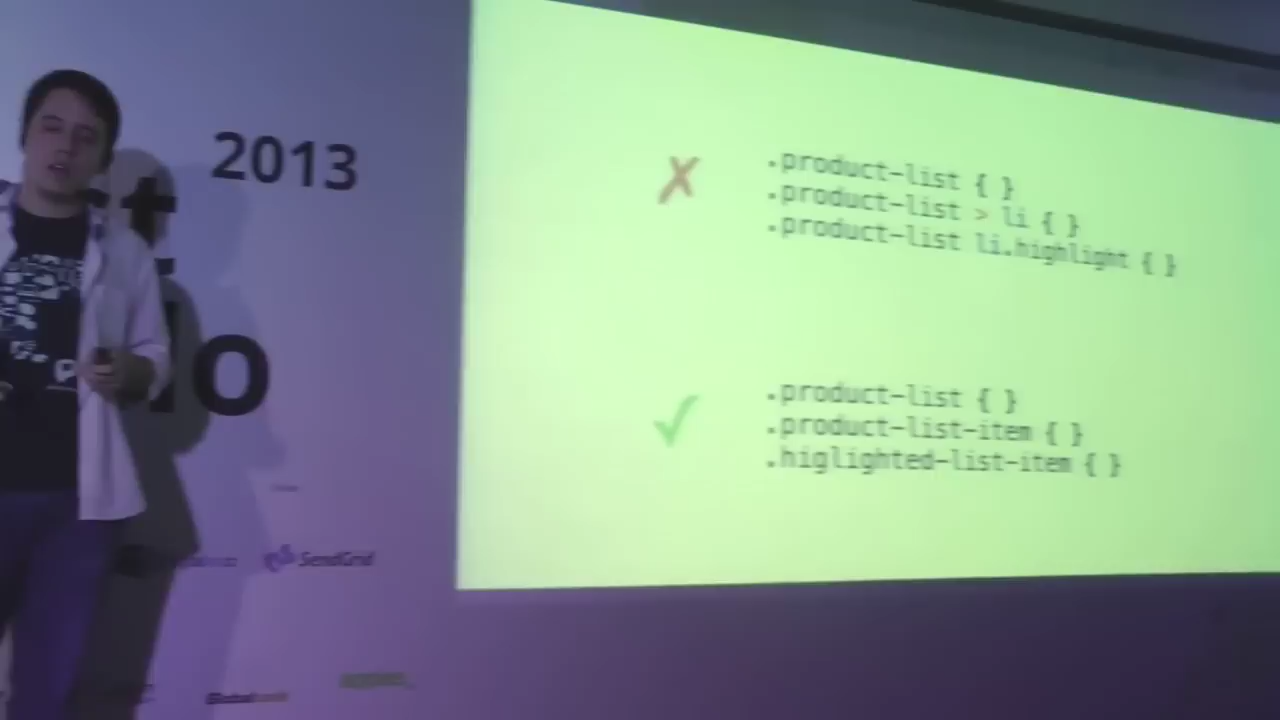 2013
✗ .product-list { }
.product-list > li { }
.product-list li.highlight { }
✓ .product-list { }
.product-list-item { }
.higlighted-list-item { }
SendGrid